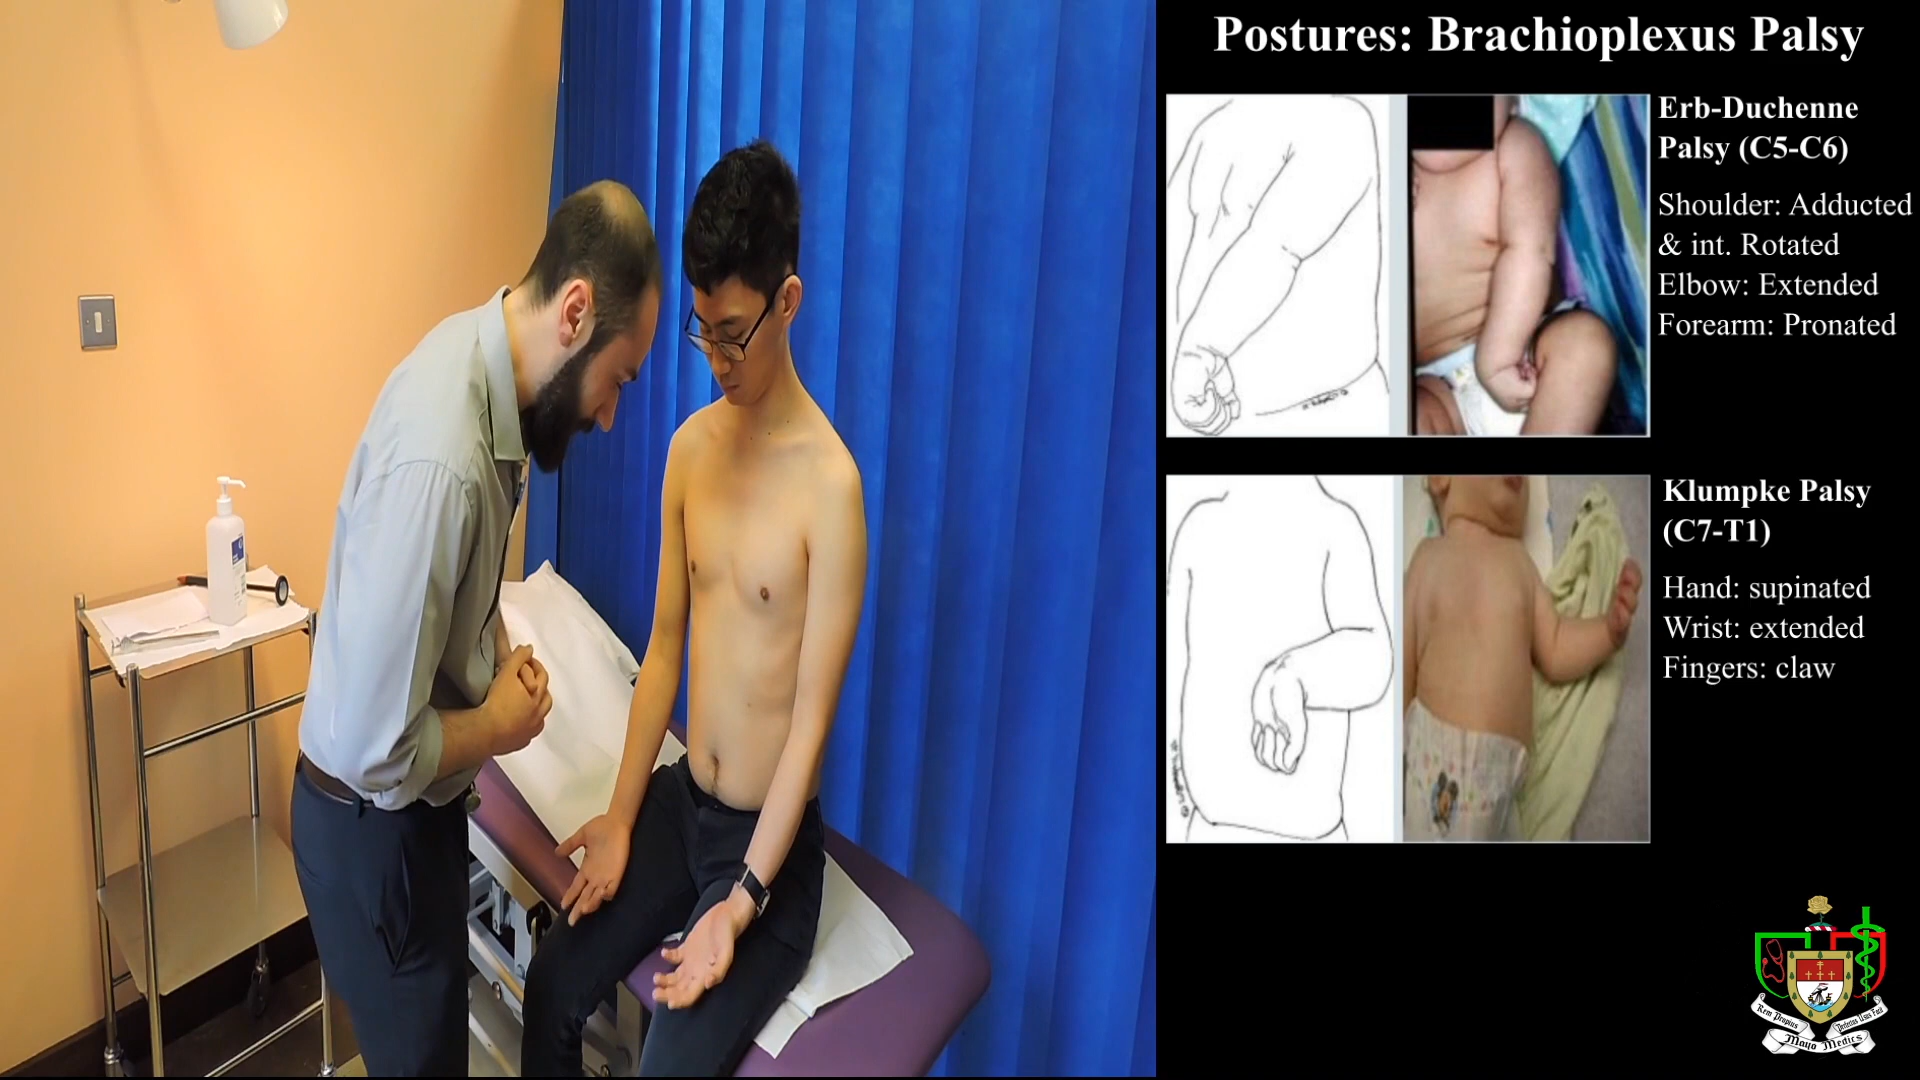 Postures: Brachioplexus Palsy
Erb-Duchenne
Palsy (C5-C6)
Shoulder: Adducted
& int. Rotated
Elbow: Extended
Forearm: Pronated
Klumpke Palsy
(C7-T1)
Hand: supinated
Wrist: extended
Fingers: claw
Mayo Medics